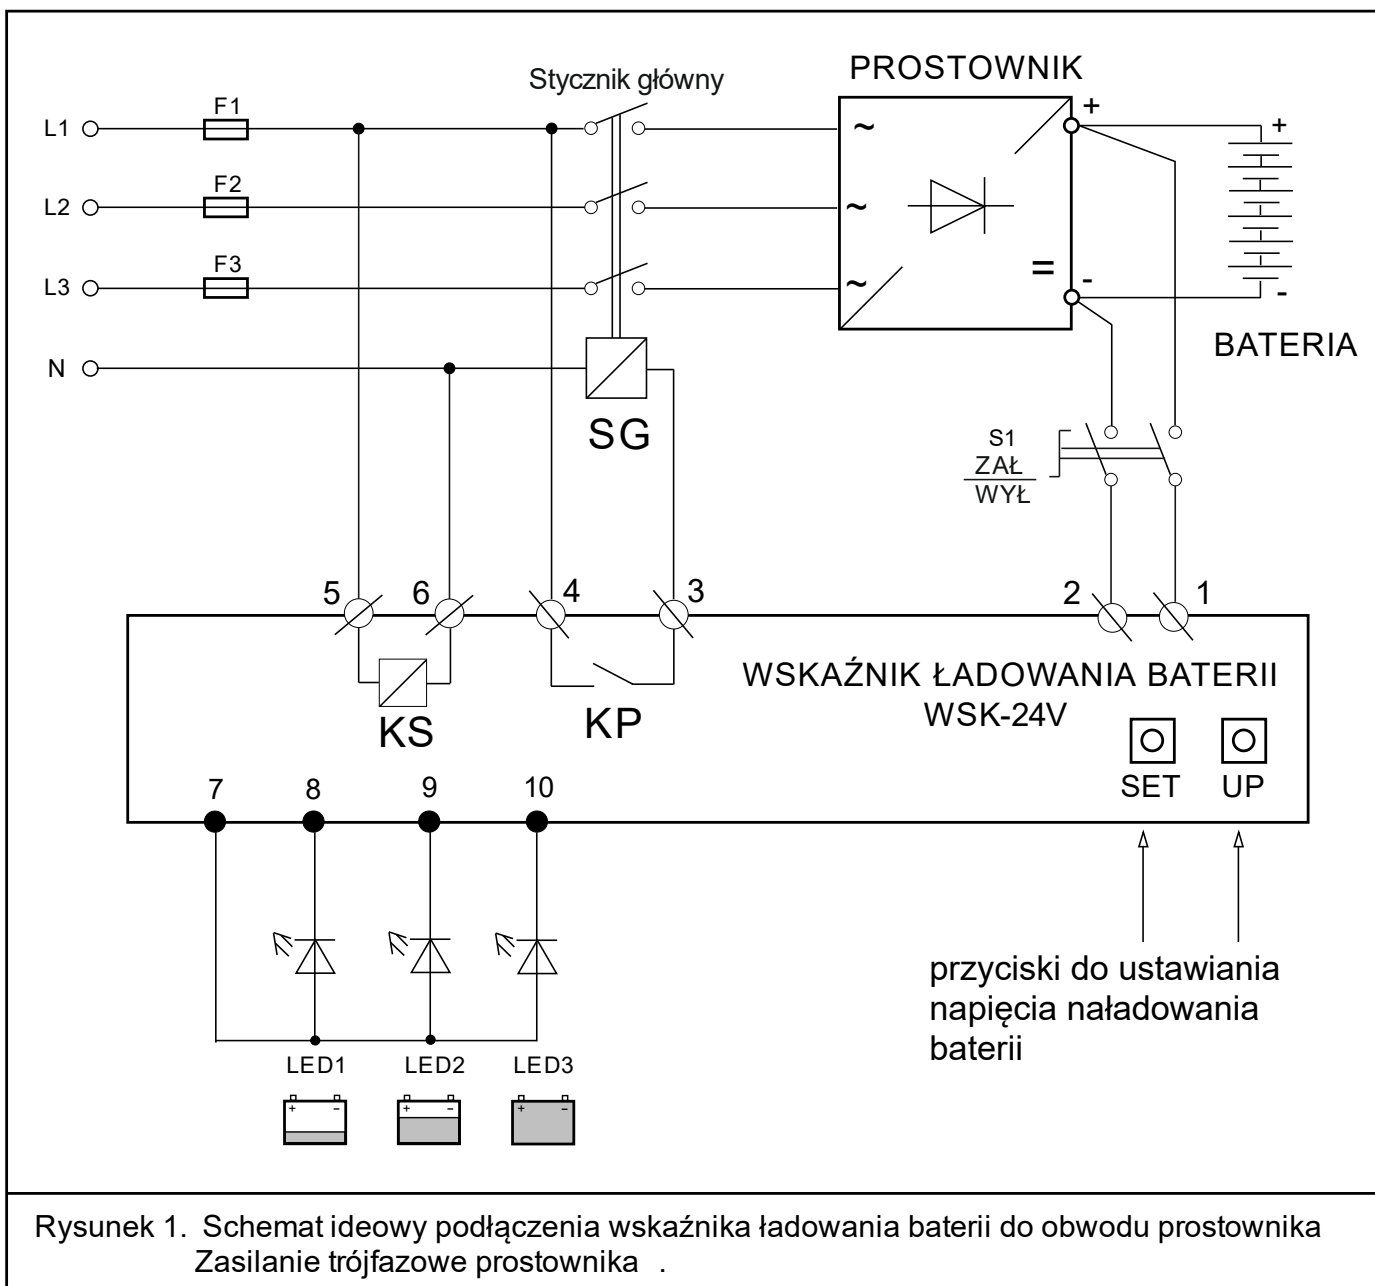 Stycznik główny
PROSTOWNIK
L1
F1
~
+
+
L2
F2
~
L3
F3
~
=
-
-
N
BATERIA
SG
S1
ZAŁ
WYŁ
5
6
4
3
2
1
WSKAŹNIK ŁADOWANIA BATERII
WSK-24V
KS
KP
SET
UP
7
8
9
10
przyciski do ustawiania
napięcia naładowania
baterii
LED1
LED2
LED3
+ -
+ -
+ -
Rysunek 1. Schemat ideowy podłączenia wskaźnika ładowania baterii do obwodu prostownika
Zasilanie trójfazowe prostownika .